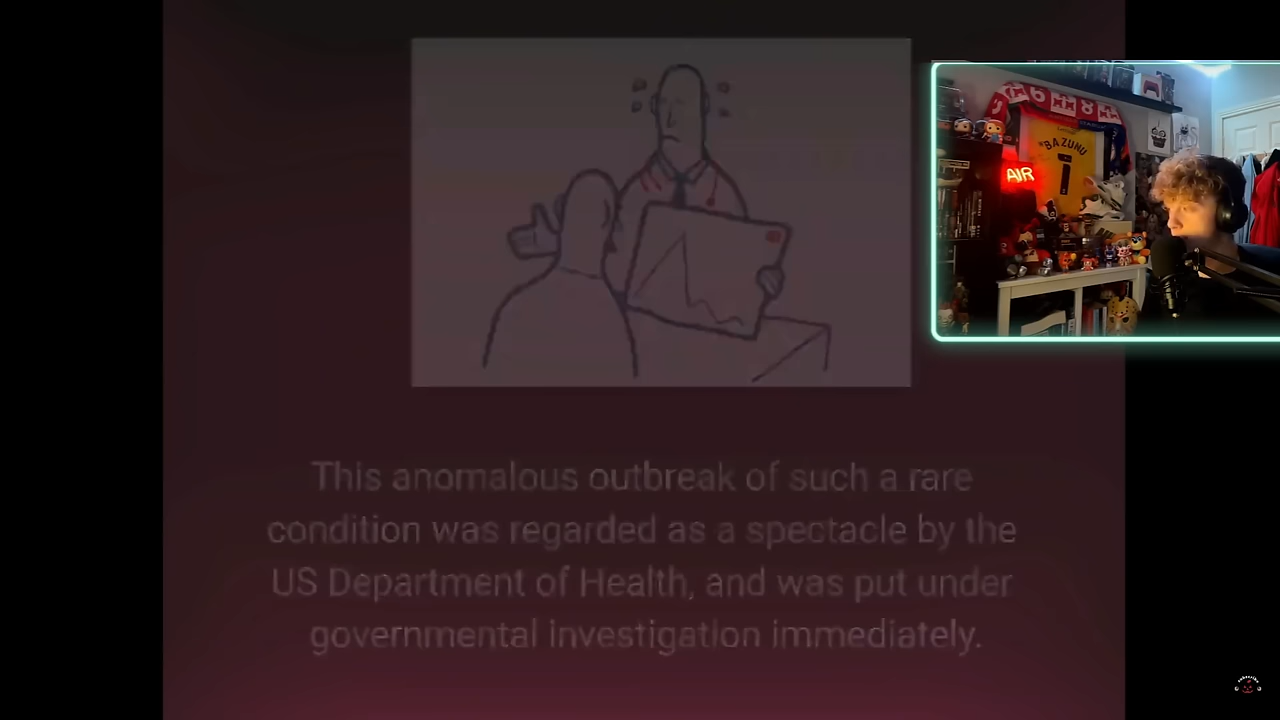 BAZUNU
1
AIR
This anomalous outbreak of such a rare
condition was regarded as a spectacle by the
US Department of Health, and was put under
governmental investigation immediately.
subscribe